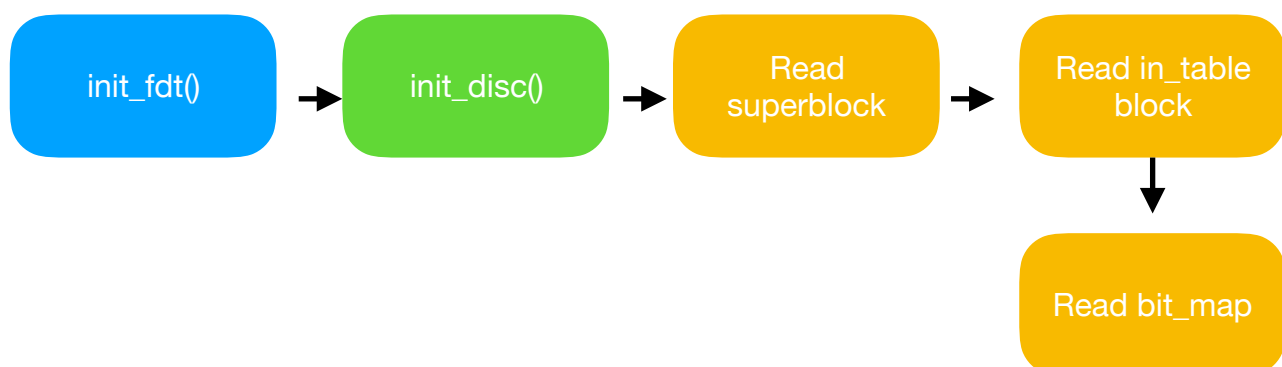 init_fdt()
init_disc()
Read
superblock
Read in_table
block
Read bit_map